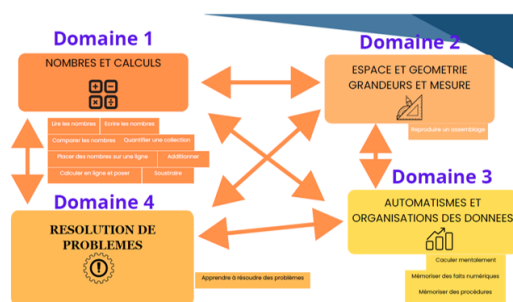 Domaine 1
NOMBRES ET CALCULS
Lire les nombres
Ecrire les nombres
Comparer les nombres
Quantifier une collection
Placer des nombres sur une ligne
Additionner
Calculer en ligne et poser
Soustraire
Domaine 2
ESPACE ET GEOMETRIE
GRANDEURS ET MESURE
Reproduire un assemblage
Domaine 3
AUTOMATISMES ET
ORGANISATIONS DES DONNEES
Caculer mentalement
Mémoriser des faits numériques
Mémoriser des procédures
Domaine 4
RESOLUTION DE
PROBLEMES
Apprendre à résoudre des problèmes